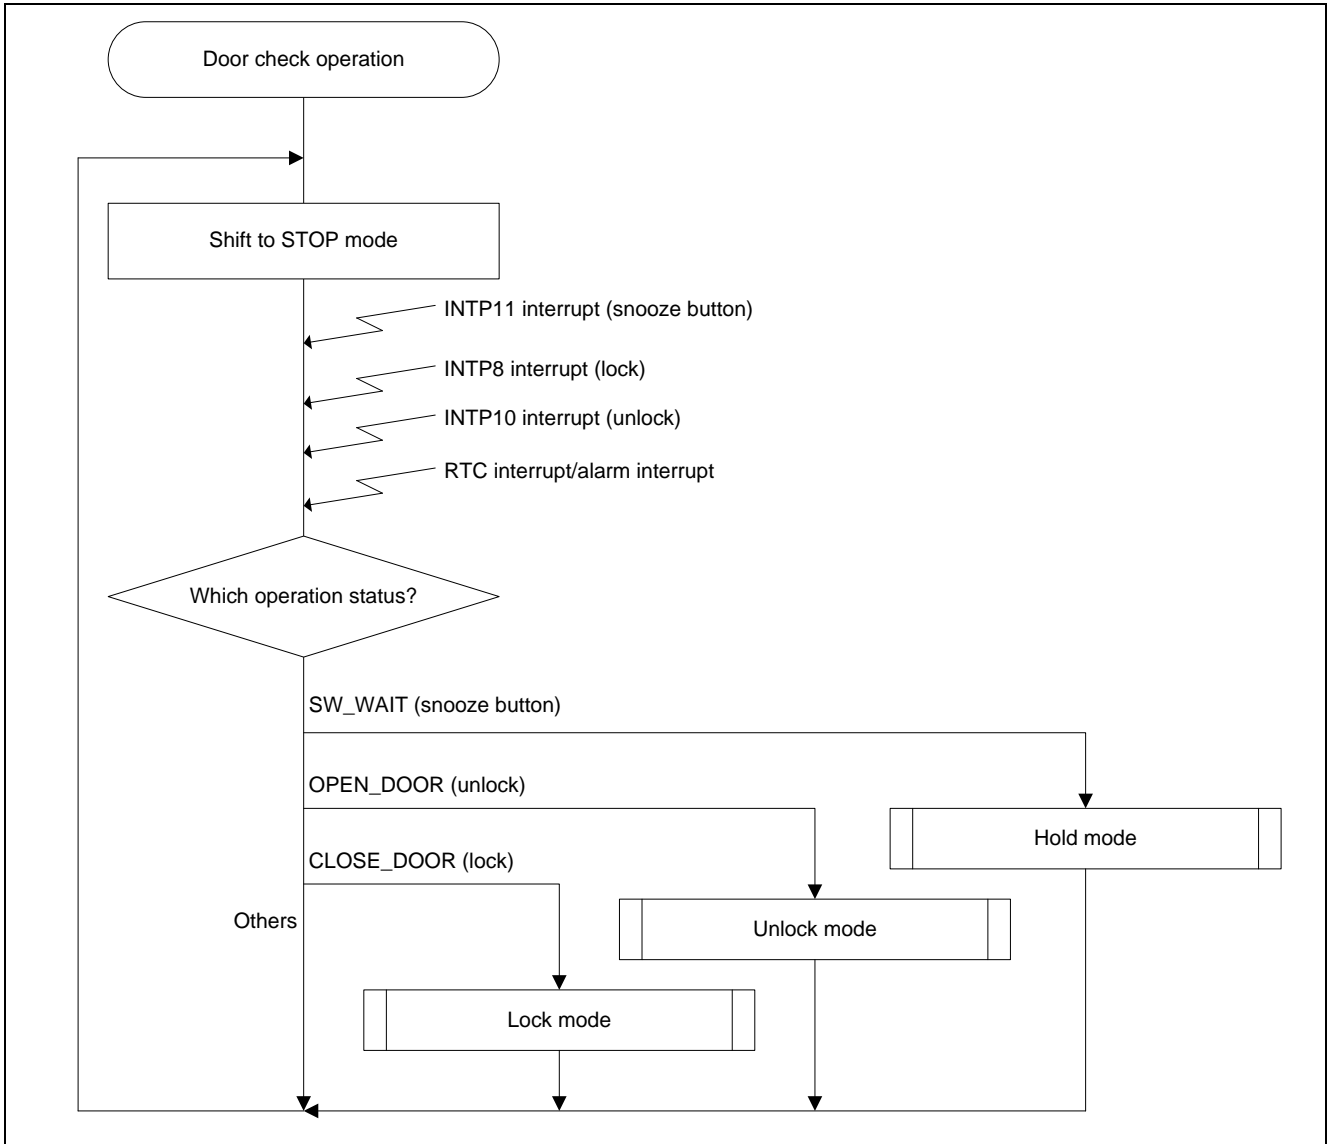 Door check operation
Shift to STOP mode
INTP11 interrupt (snooze button)
INTP8 interrupt (lock)
INTP10 interrupt (unlock)
RTC interrupt/alarm interrupt
Which operation status?
SW_WAIT (snooze button)
OPEN_DOOR (unlock)
Hold mode
CLOSE_DOOR (lock)
Others
Unlock mode
Lock mode